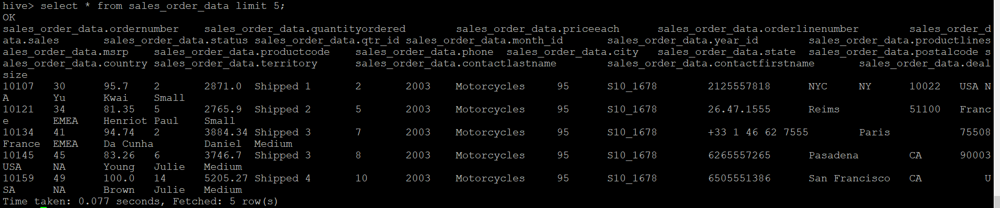 hive> select * from sales_order_data limit 5;
OK
sales_order_data.ordernumber    sales_order_data.quantityordered        sales_order_data.priceeach      sales_order_data.orderlinenumber        sales_order_d
ata.sales       sales_order_data.status sales_order_data.qtr_id sales_order_data.month_id       sales_order_data.year_id        sales_order_data.productlines
ales_order_data.msrp    sales_order_data.productcode    sales_order_data.phone  sales_order_data.city   sales_order_data.state  sales_order_data.postalcode s
ales_order_data.country sales_order_data.territory      sales_order_data.contactlastname        sales_order_data.contactfirstname       sales_order_data.deal
size
10107   30      95.7    2       2871.0  Shipped 1       2       2003    Motorcycles     95      S10_1678        2125557818      NYC     NY      10022   USA N
A       Yu      Kwai    Small
10121   34      81.35   5       2765.9  Shipped 2       5       2003    Motorcycles     95      S10_1678        26.47.1555      Reims           51100   Franc
e       EMEA    Henriot Paul    Small
10134   41      94.74   2       3884.34 Shipped 3       7       2003    Motorcycles     95      S10_1678        +33 1 46 62 7555        Paris           75508
France  EMEA    Da Cunha        Daniel  Medium
10145   45      83.26   6       3746.7  Shipped 3       8       2003    Motorcycles     95      S10_1678        6265557265      Pasadena        CA      90003
USA     NA      Young   Julie   Medium
10159   49      100.0   14      5205.27 Shipped 4       10      2003    Motorcycles     95      S10_1678        6505551386      San Francisco   CA          U
SA      NA      Brown   Julie   Medium
Time taken: 0.077 seconds, Fetched: 5 row(s)